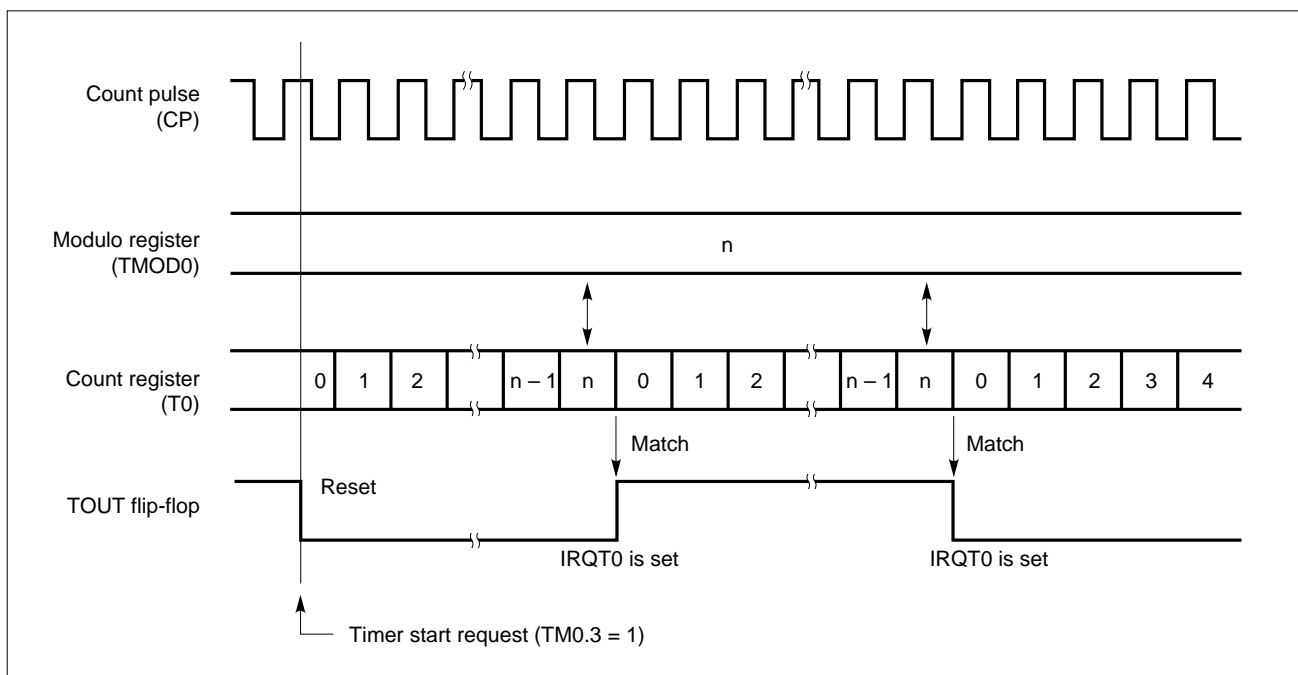 Count pulse
(CP)
Modulo register
(TMOD0)
n
Count register
(T0)
0 1 2 n – 1 n 0 1 2 n – 1 n 0 1 2 3 4
Match Match
TOUT flip-flop
Reset
IRQT0 is set IRQT0 is set
Timer start request (TM0.3 = 1)